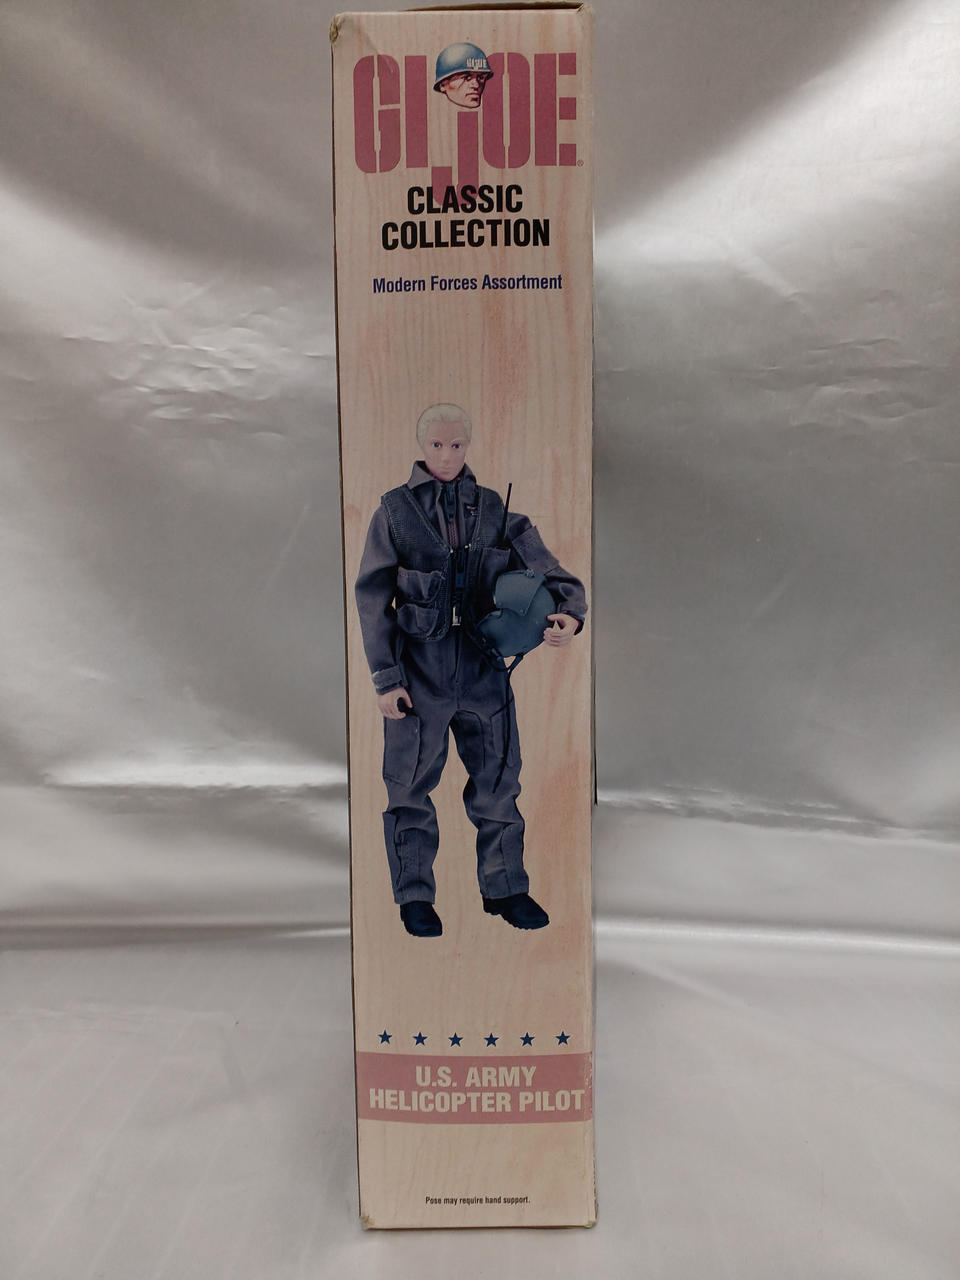 GI JOE®
CLASSIC
COLLECTION
Modern Forces Assortment
U.S. ARMY
HELICOPTER PILOT
Pose may require hand support.